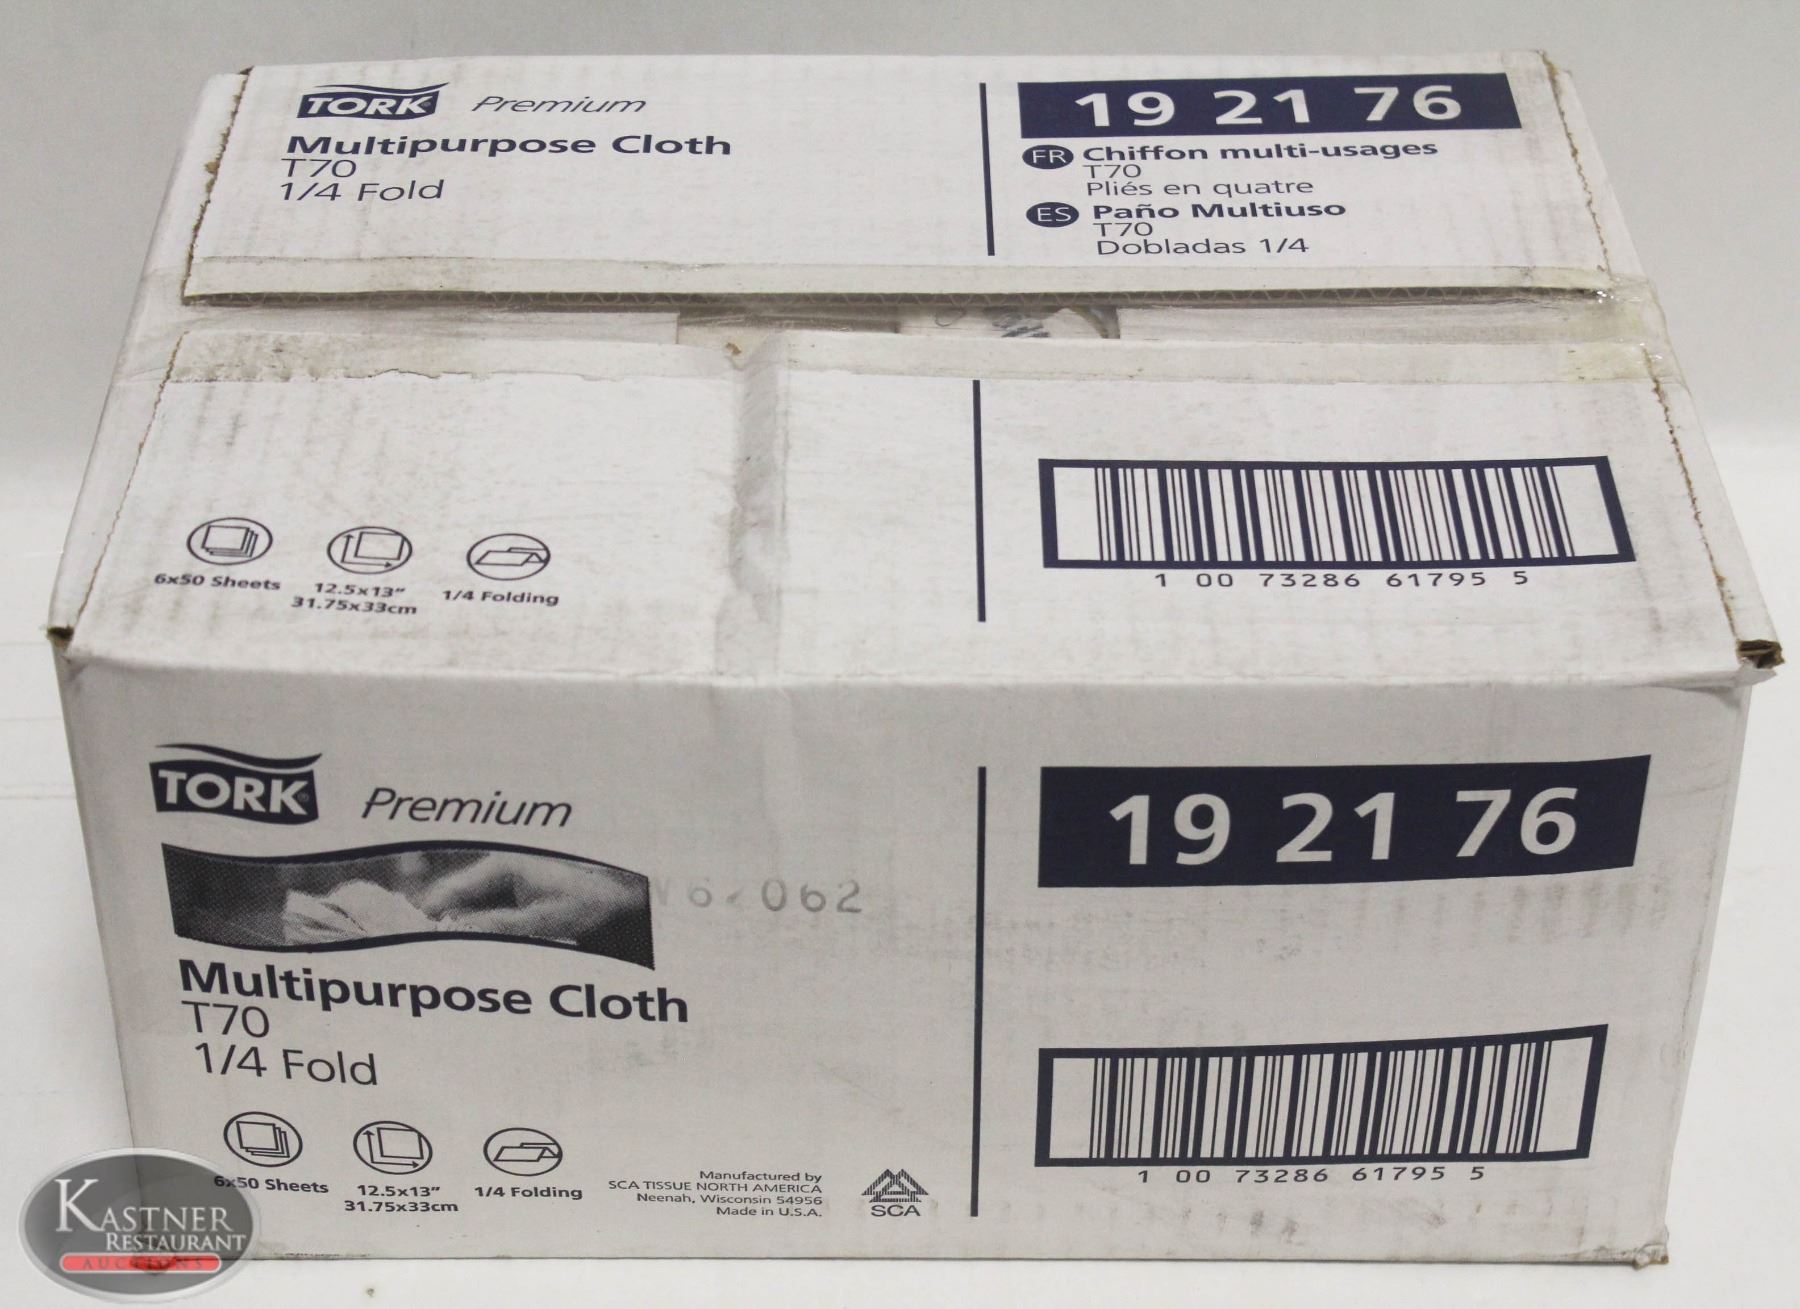 TORK® Premium
Multipurpose Cloth
T70
1/4 Fold
19 21 76
FR Chiffon multi-usages
T70
Pliés en quatre
ES Paño Multiuso
T70
Dobladas 1/4
6x50 Sheets
12.5x13"
31.75x33cm
1/4 Folding
1 00 73286 61795 5
TORK® Premium
19 21 76
Multipurpose Cloth
T70
1/4 Fold
6x50 Sheets
12.5x13"
31.75x33cm
1/4 Folding
Manufactured by
SCA TISSUE NORTH AMERICA
Neenah, Wisconsin 54956
Made in U.S.A.
SCA
1 00 73286 61795 5
KASTNER
RESTAURANT
AUCTIONS